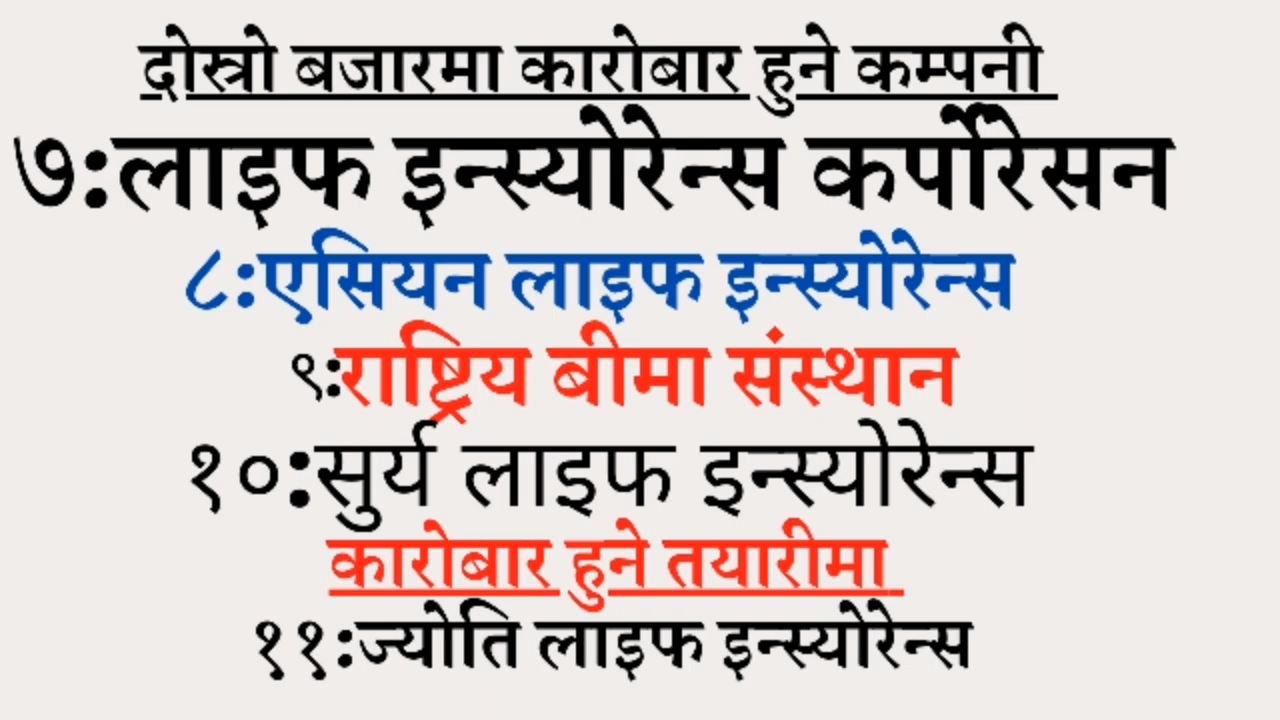 दोस्रो बजारमा कारोबार हुने कम्पनी
७:लाइफ इन्स्योरेन्स कर्पोरेसन
८:एसियन लाइफ इन्स्योरेन्स
९:राष्ट्रिय बीमा संस्थान
१०:सुर्य लाइफ इन्स्योरेन्स
कारोबार हुने तयारीमा
११:ज्योति लाइफ इन्स्योरेन्स